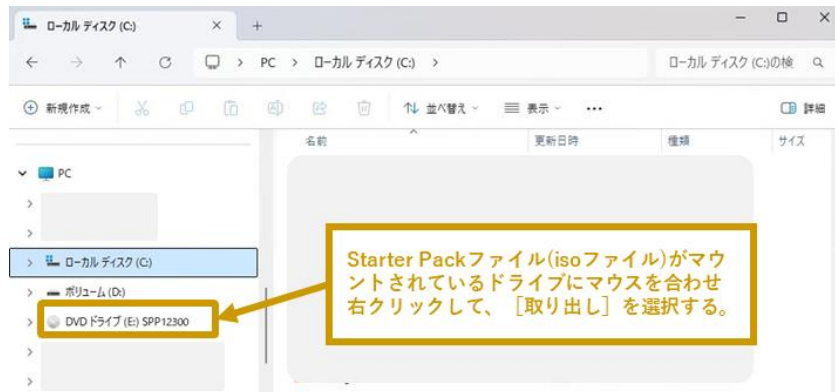 ローカル ディスク (C:)
PC > ローカル ディスク (C:) >
ローカル ディスク (C:)の検
新規作成
並べ替え
表示
詳細
名前
更新日時
種類
サイズ
PC
ローカル ディスク (C:)
ボリューム (D:)
DVD ドライブ (E:) SPP12300
Starter Packファイル(isoファイル)がマウ
ントされているドライブにマウスを合わせ
右クリックして、［取り出し］を選択する。